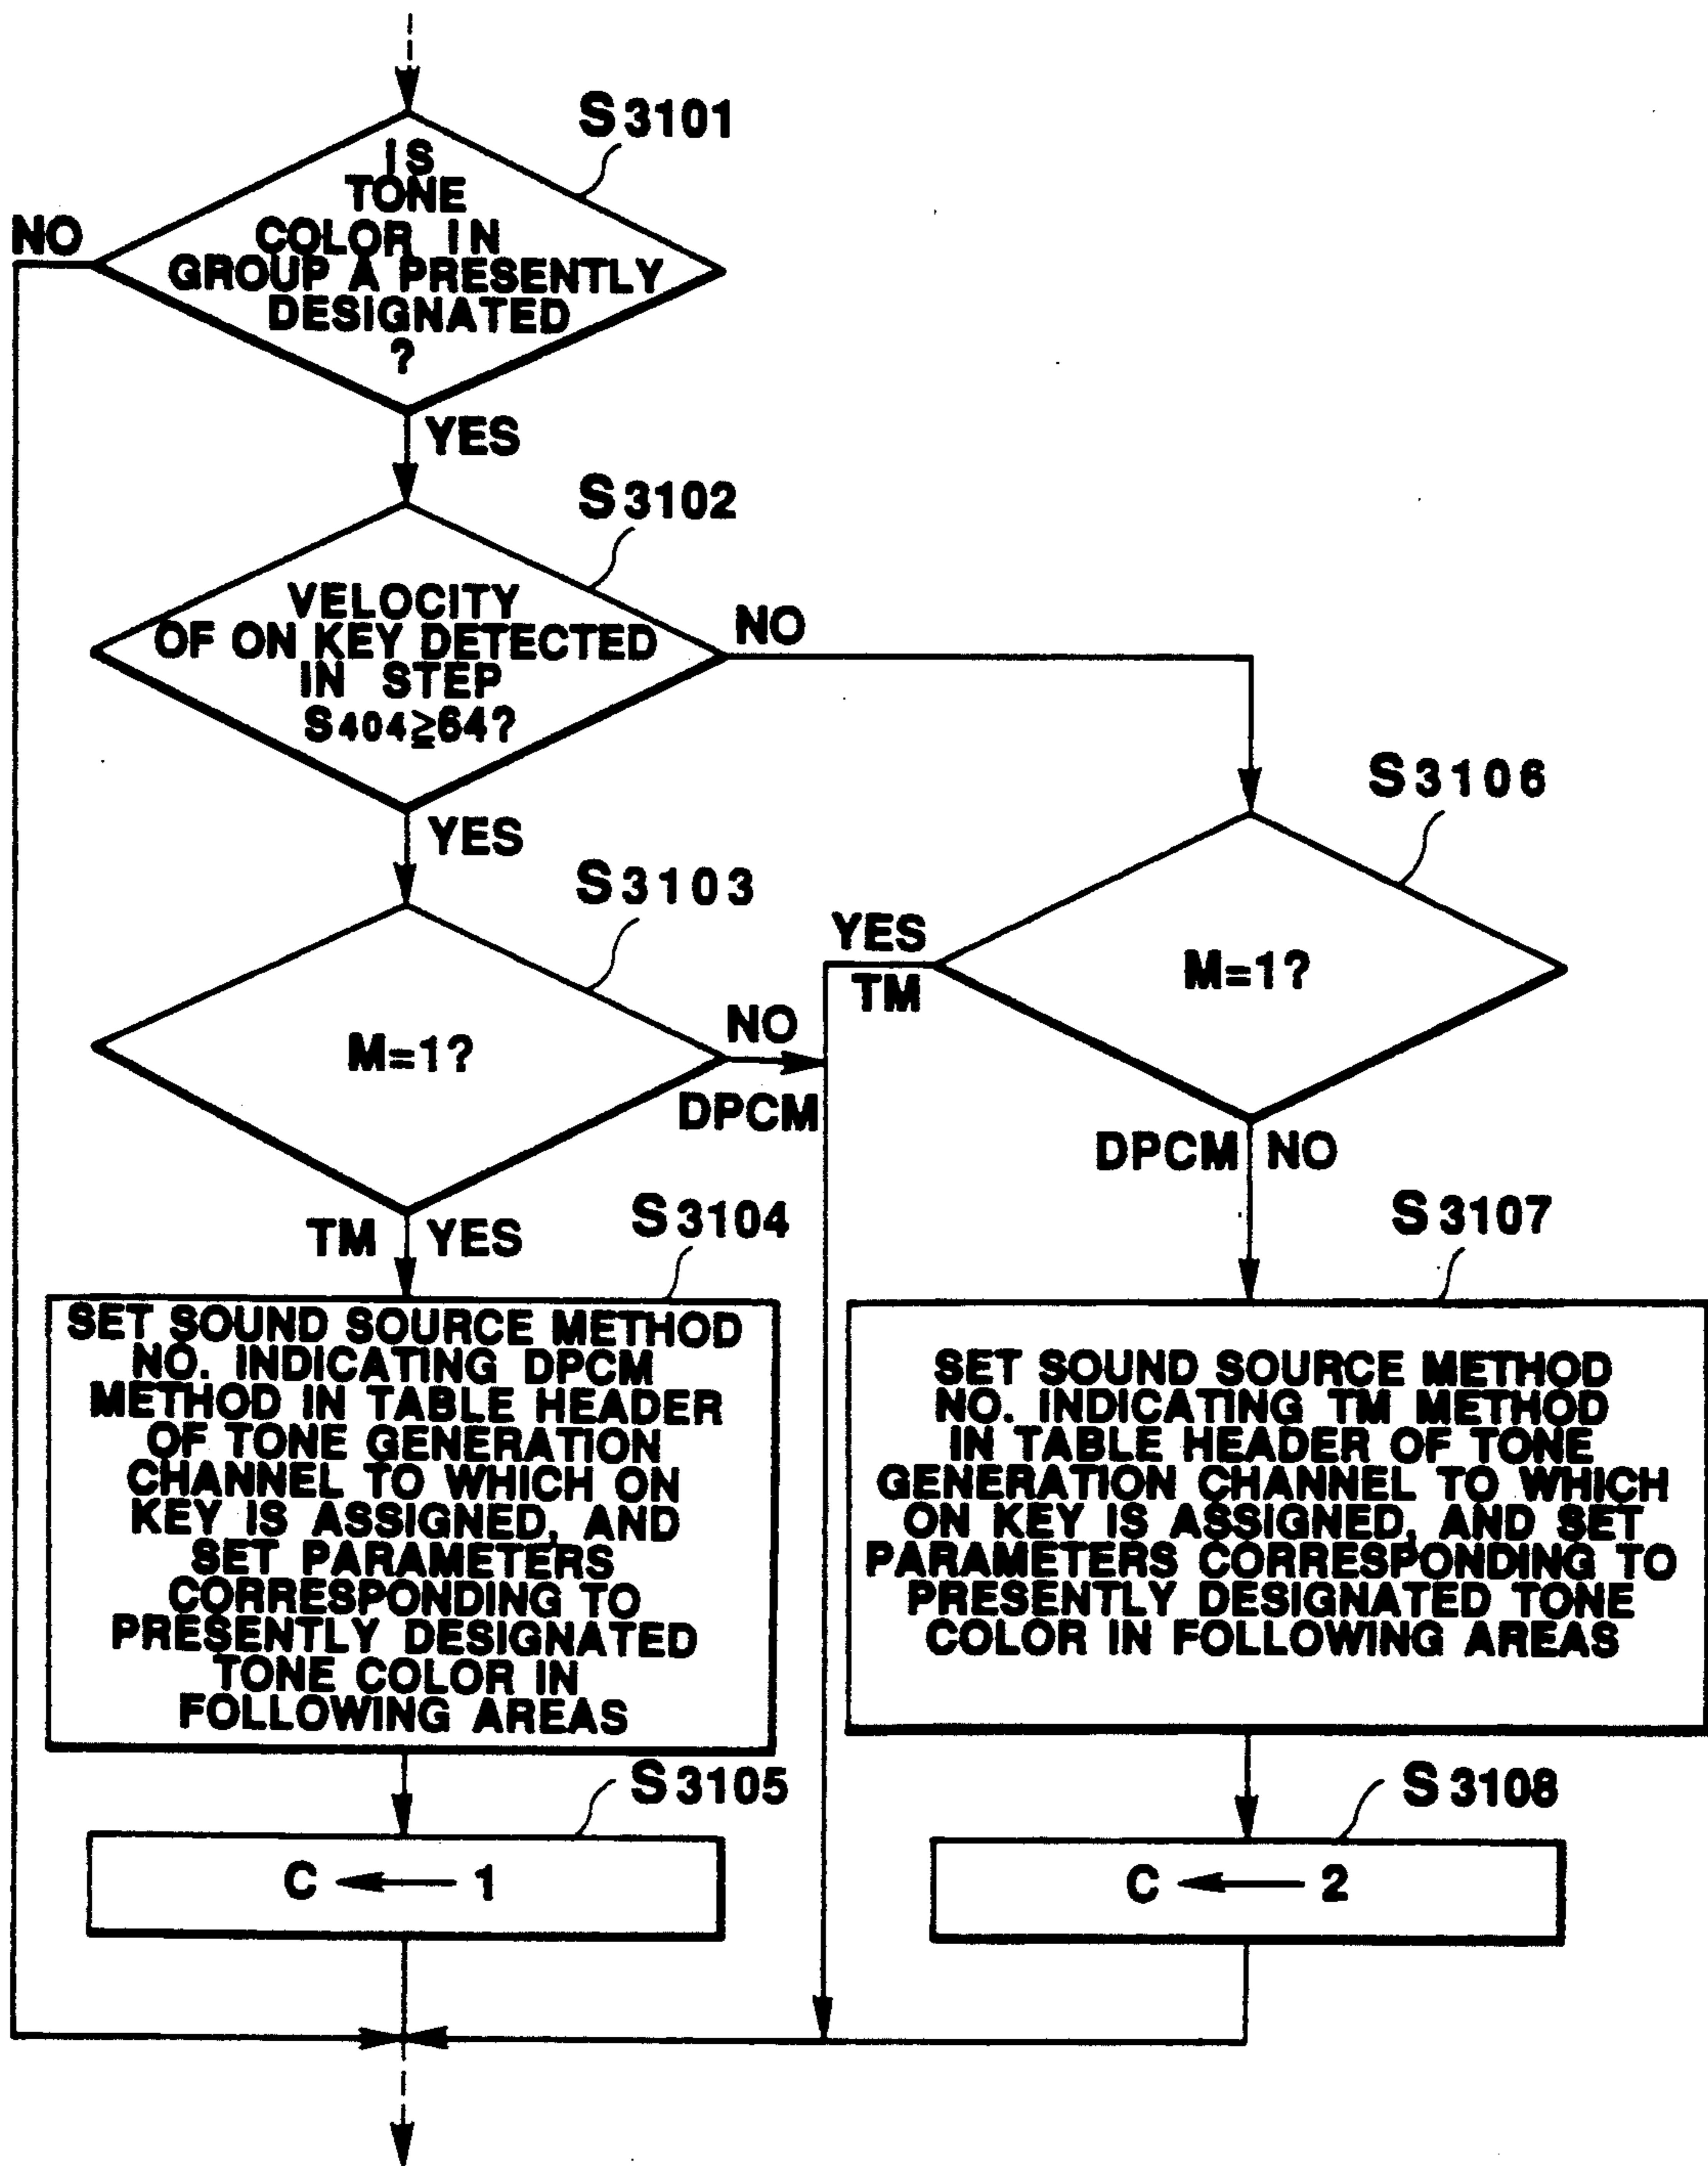 S3101
IS
TONE
COLOR IN
GROUP A PRESENTLY
DESIGNATED
?
NO
YES
S3102
VELOCITY
OF ON KEY DETECTED
IN STEP
S404≧64?
NO
YES
S3103
M=1?
NO
DPCM
TM YES
S3106
M=1?
YES
TM
DPCM NO
S3104
SET SOUND SOURCE METHOD
NO. INDICATING DPCM
METHOD IN TABLE HEADER
OF TONE GENERATION
CHANNEL TO WHICH ON
KEY IS ASSIGNED, AND
SET PARAMETERS
CORRESPONDING TO
PRESENTLY DESIGNATED
TONE COLOR IN
FOLLOWING AREAS
S3107
SET SOUND SOURCE METHOD
NO. INDICATING TM METHOD
IN TABLE HEADER OF TONE
GENERATION CHANNEL TO WHICH
ON KEY IS ASSIGNED, AND SET
PARAMETERS CORRESPONDING TO
PRESENTLY DESIGNATED TONE
COLOR IN FOLLOWING AREAS
S3105
C ← 1
S3108
C ← 2